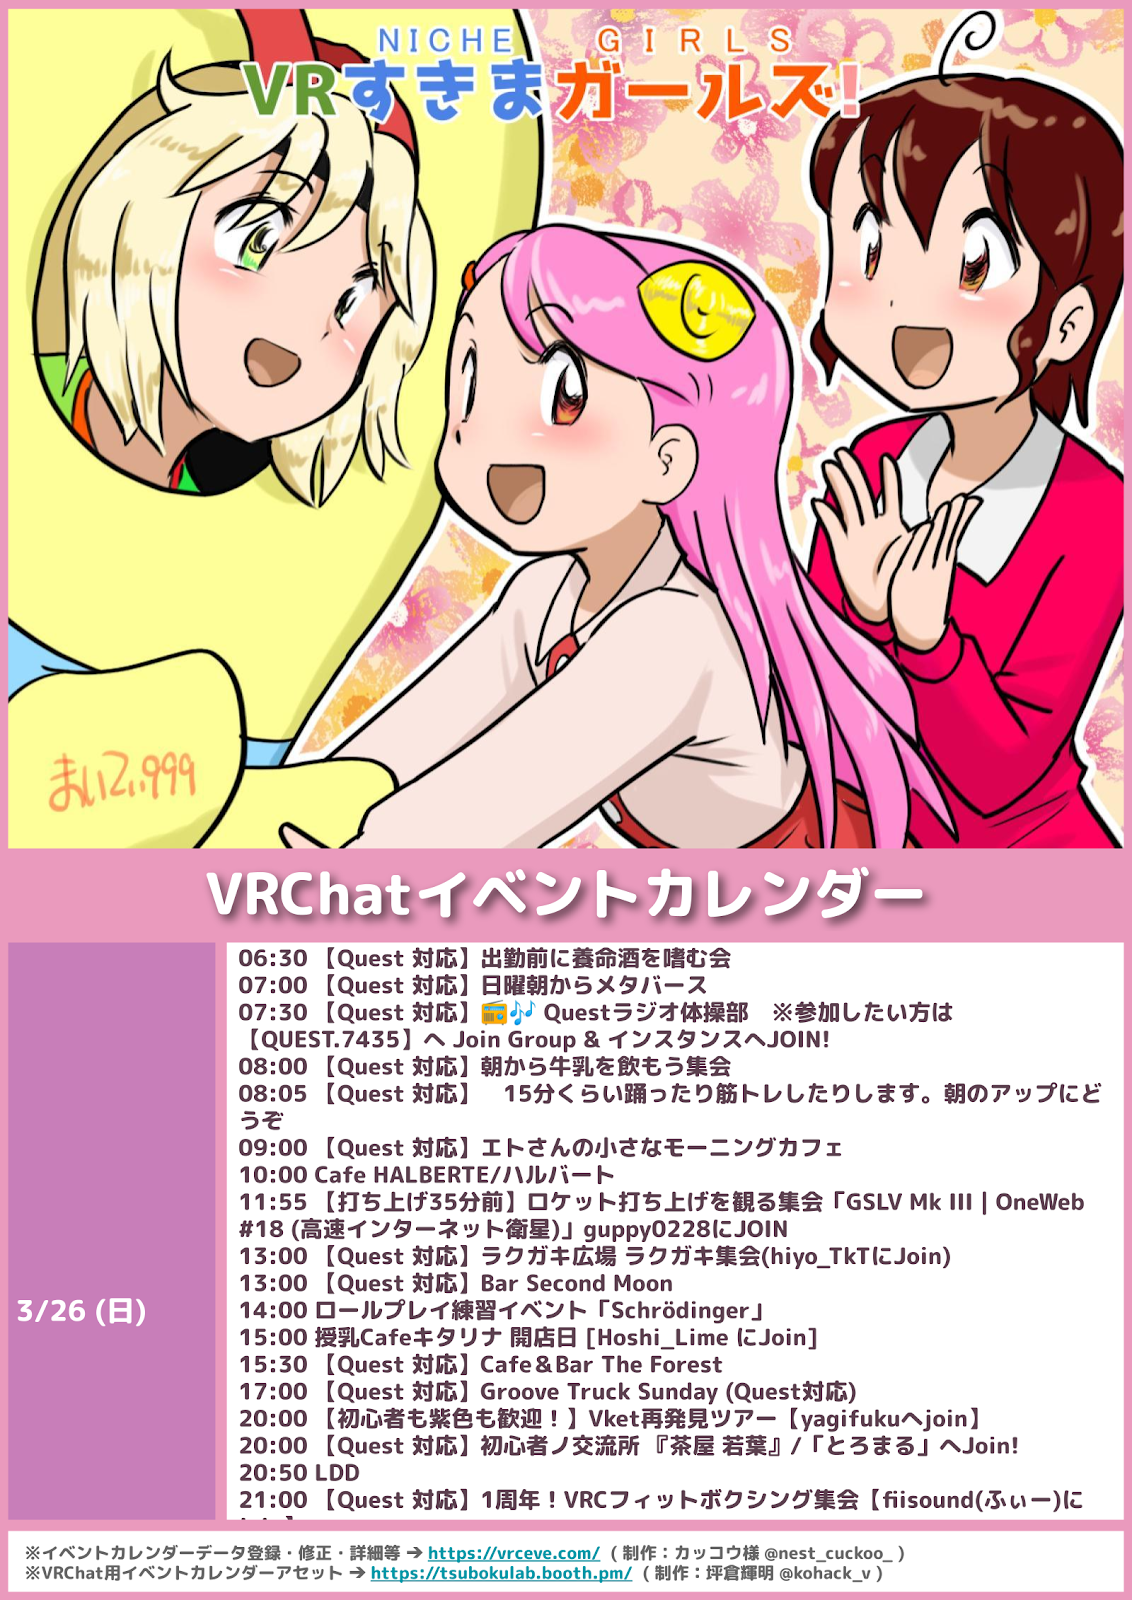 NICHE GIRLS
VRすきまガールズ!
まいてぃ999
VRChatイベントカレンダー
3/26 (日)
06:30 【Quest 対応】出勤前に養命酒を嗜む会
07:00 【Quest 対応】日曜朝からメタバース
07:30 【Quest 対応】📻🎶 Questラジオ体操部　※参加したい方は
【QUEST.7435】へ Join Group & インスタンスへJOIN!
08:00 【Quest 対応】朝から牛乳を飲もう集会
08:05 【Quest 対応】　15分くらい踊ったり筋トレしたりします。朝のアップにど
うぞ
09:00 【Quest 対応】エトさんの小さなモーニングカフェ
10:00 Cafe HALBERTE/ハルバート
11:55 【打ち上げ35分前】ロケット打ち上げを観る集会「GSLV Mk III | OneWeb
#18 (高速インターネット衛星)」guppy0228にJOIN
13:00 【Quest 対応】ラクガキ広場 ラクガキ集会(hiyo_TkTにJoin)
13:00 【Quest 対応】Bar Second Moon
14:00 ロールプレイ練習イベント「Schrödinger」
15:00 授乳Cafeキタリナ 開店日 [Hoshi_Lime にJoin]
15:30 【Quest 対応】Cafe＆Bar The Forest
17:00 【Quest 対応】Groove Truck Sunday (Quest対応)
20:00 【初心者も紫色も歓迎！】Vket再発見ツアー【yagifukuへjoin】
20:00 【Quest 対応】初心者ノ交流所 『茶屋 若葉』/「とろまる」へJoin!
20:50 LDD
21:00 【Quest 対応】1周年！VRCフィットボクシング集会【fiisound(ふぃー)に
※イベントカレンダーデータ登録・修正・詳細等 ➔ https://vrceve.com/ ( 制作：カッコウ様 @nest_cuckoo_ )
※VRChat用イベントカレンダーアセット ➔ https://tsubokulab.booth.pm/ ( 制作：坪倉輝明 @kohack_v )